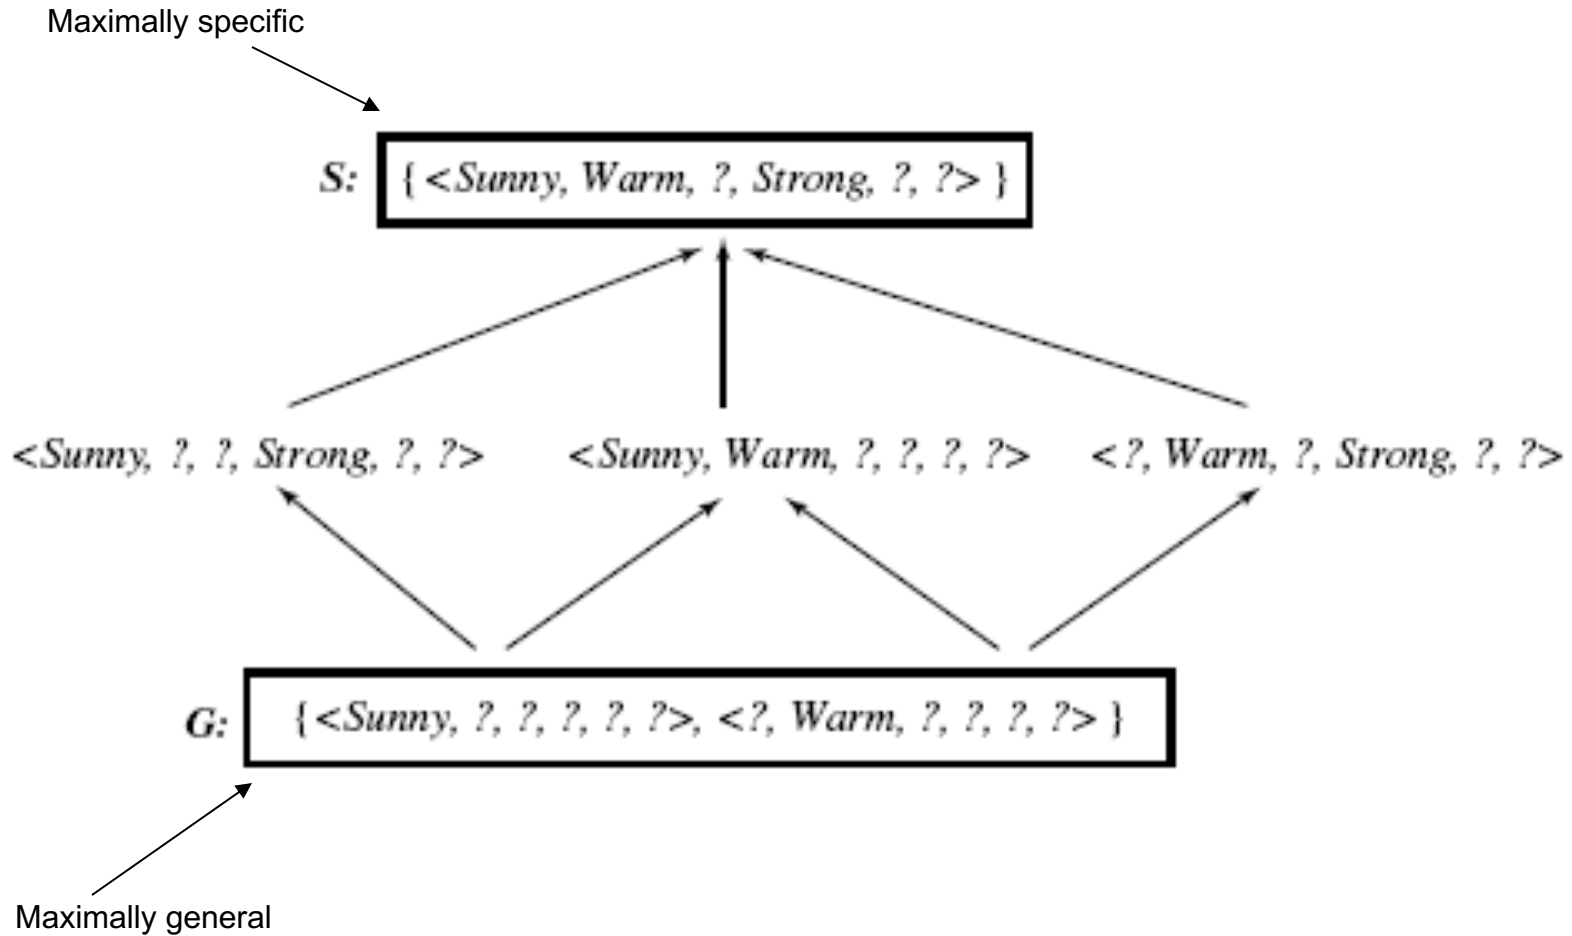 Maximally specific
S: { <Sunny, Warm, ?, Strong, ?, ?> }
<Sunny, ?, ?, Strong, ?, ?> <Sunny, Warm, ?, ?, ?, ?> <?, Warm, ?, Strong, ?, ?>
G: { <Sunny, ?, ?, ?, ?, ?>, <?, Warm, ?, ?, ?, ?> }
Maximally general